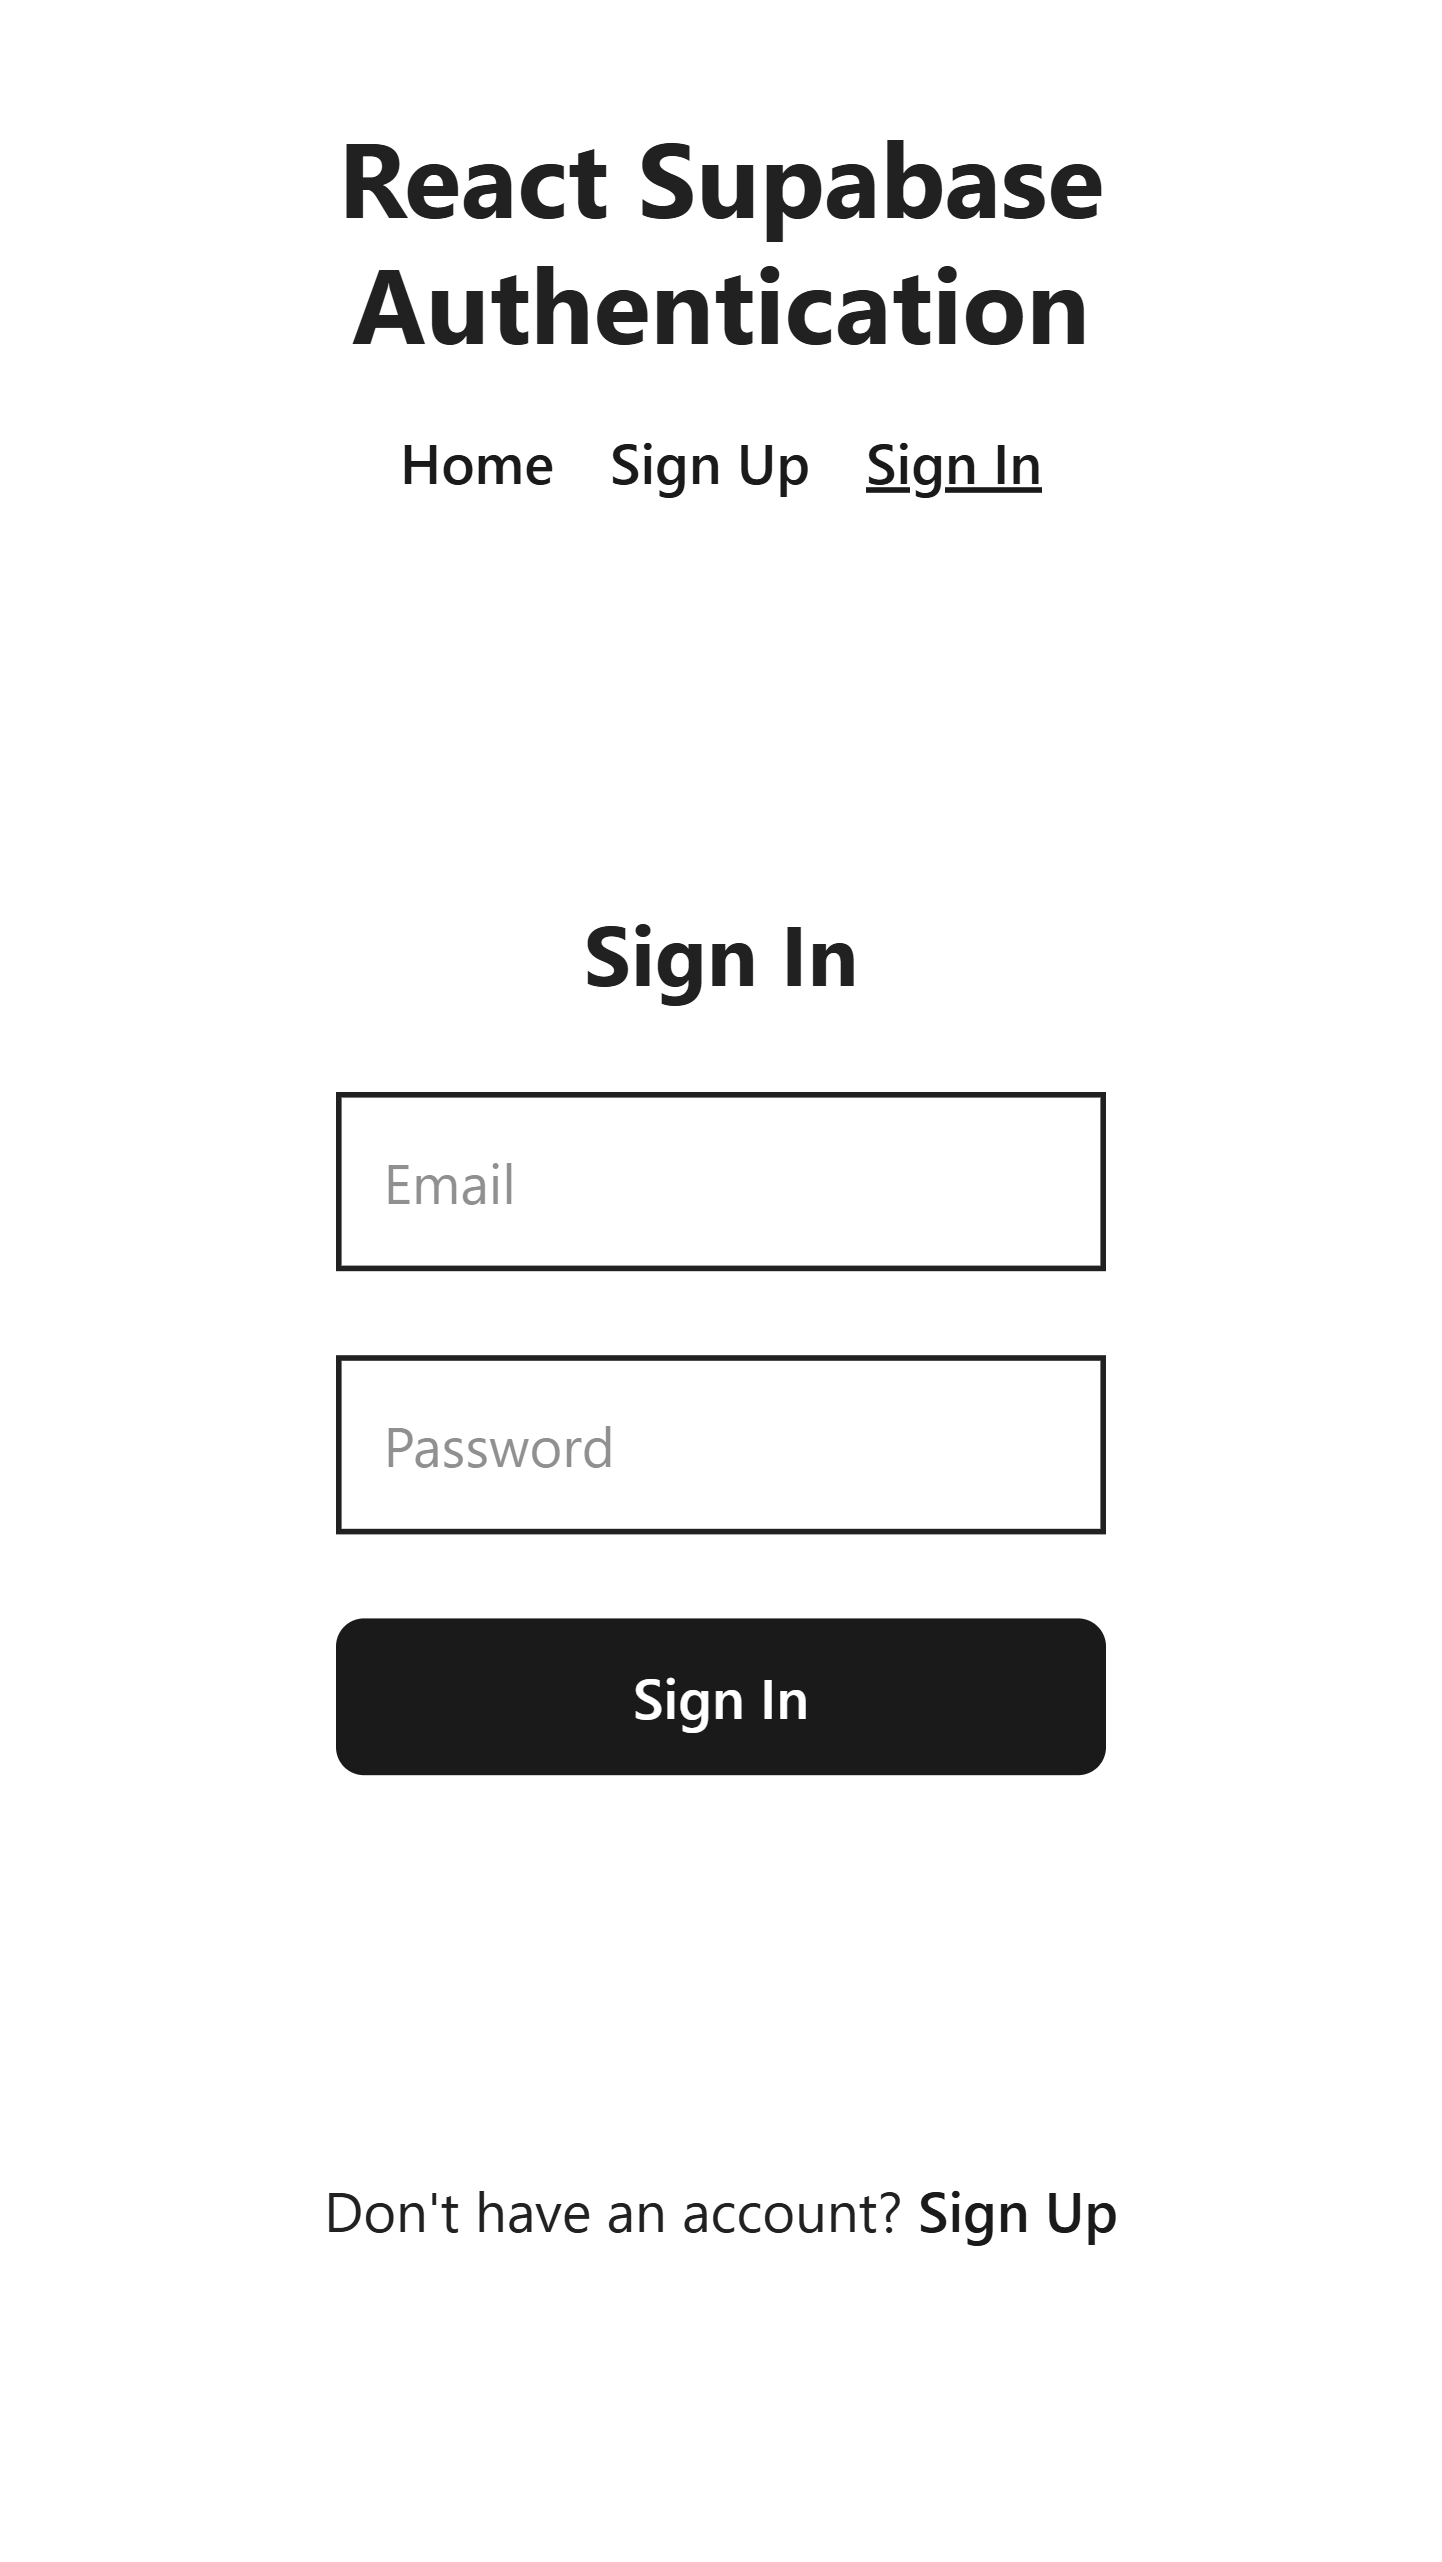 React Supabase
Authentication
Home Sign Up Sign In
Sign In
Email
Password
Sign In
Don't have an account? Sign Up